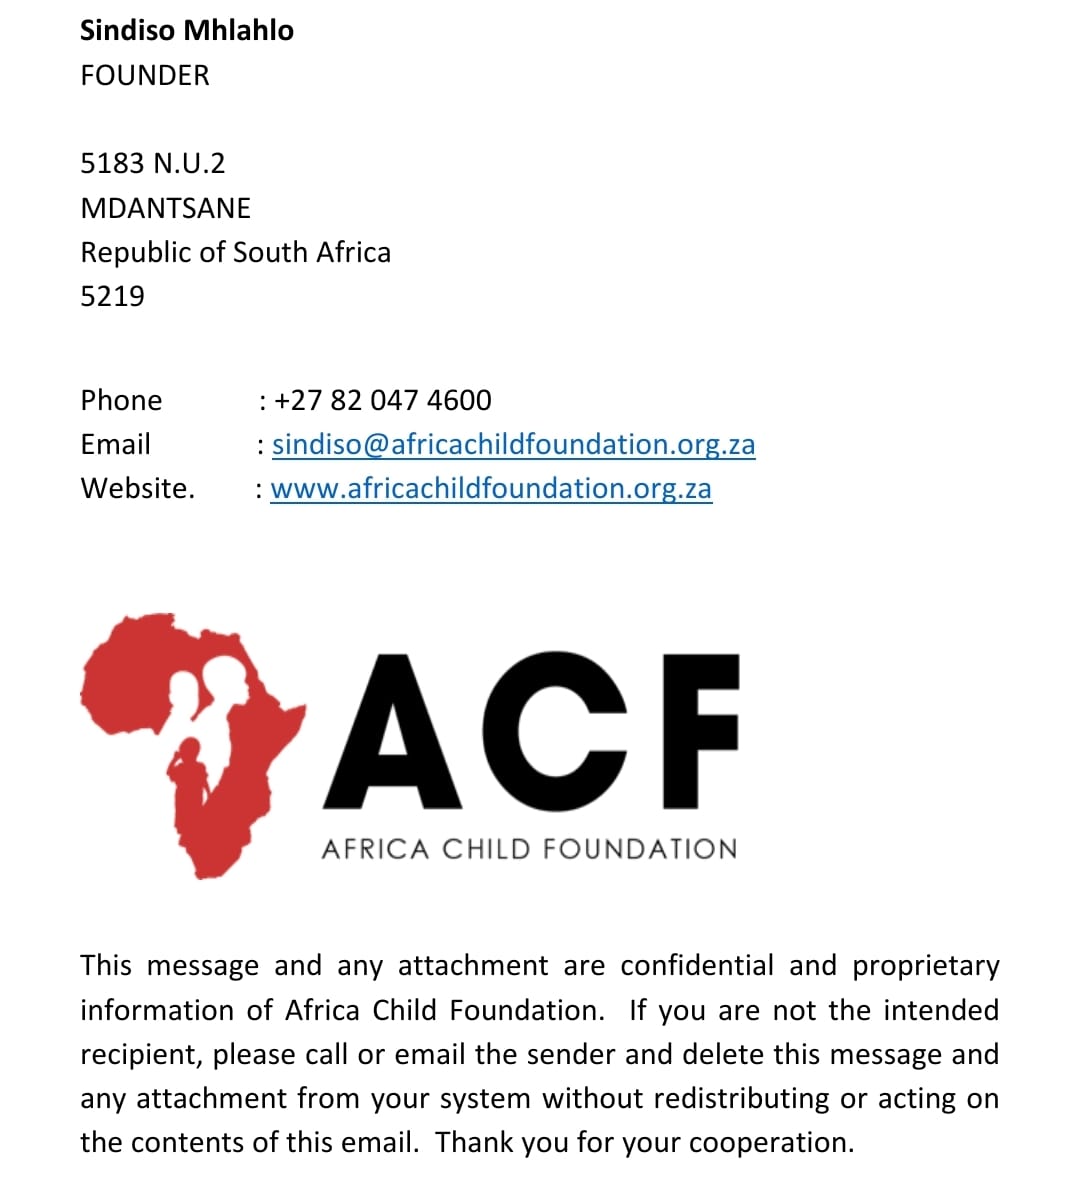 Sindiso Mhlahlo
FOUNDER
5183 N.U.2
MDANTSANE
Republic of South Africa
5219
Phone : +27 82 047 4600
Email : sindiso@africachildfoundation.org.za
Website. : www.africachildfoundation.org.za
ACF
AFRICA CHILD FOUNDATION
This message and any attachment are confidential and proprietary
information of Africa Child Foundation. If you are not the intended
recipient, please call or email the sender and delete this message and
any attachment from your system without redistributing or acting on
the contents of this email. Thank you for your cooperation.